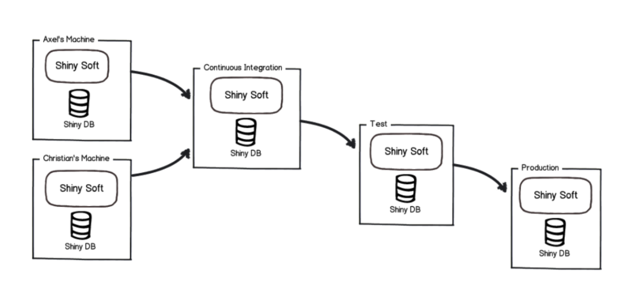 Axel's Machine
Shiny Soft
Shiny DB
Christian's Machine
Shiny Soft
Shiny DB
Continuous Integration
Shiny Soft
Shiny DB
Test
Shiny Soft
Shiny DB
Production
Shiny Soft
Shiny DB